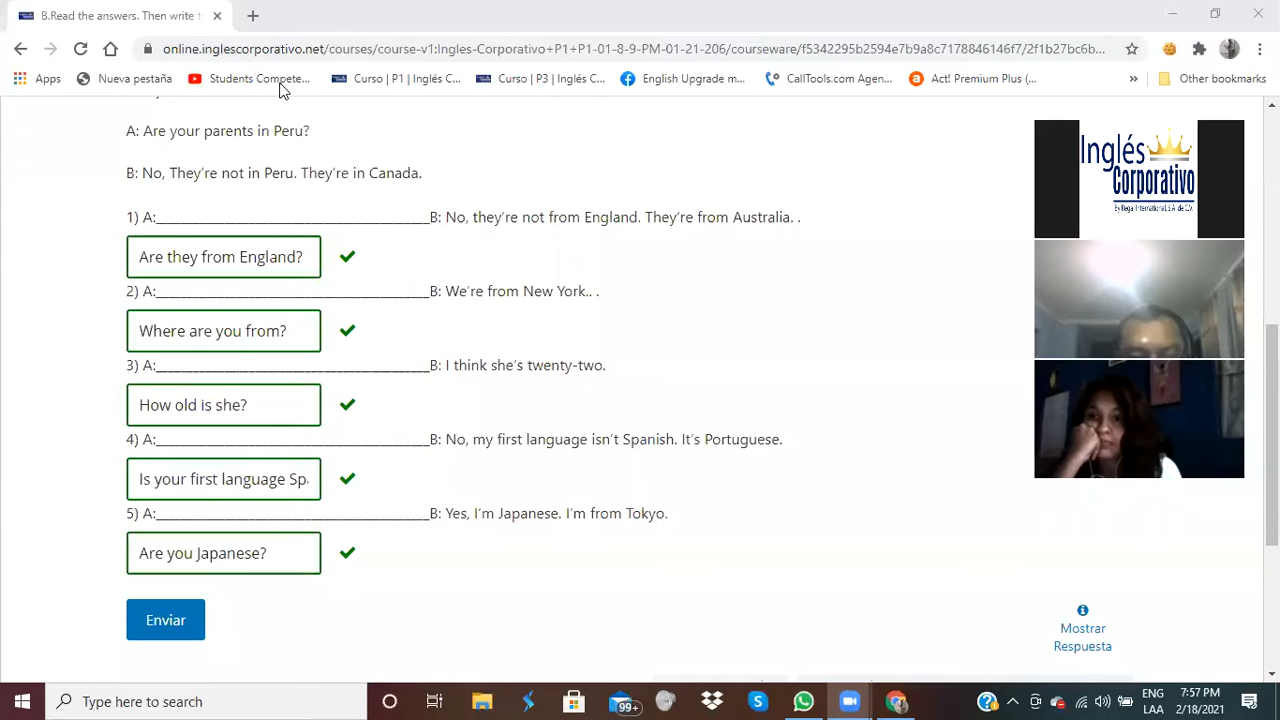 B.Read the answers. Then write t
online.inglescorporativo.net/courses/course-v1:Ingles-Corporativo+P1+P1-01-8-9-PM-01-21-206/courseware/f5342295b2594e7b9a8c7178846146f7/2f1b27bc6b...
Apps Nueva pestaña Students Compete... Curso | P1 | Inglés C... Curso | P3 | Inglés C... English Upgrade m... CallTools.com Agen... Act! Premium Plus (... » Other bookmarks
A: Are your parents in Peru?
B: No, They're not in Peru. They're in Canada.
1) A:______________________________________B: No, they're not from England. They're from Australia. .
Are they from England?
2) A:______________________________________B: We're from New York.. .
Where are you from?
3) A:______________________________________B: I think she's twenty-two.
How old is she?
4) A:______________________________________B: No, my first language isn't Spanish. It´s Portuguese.
Is your first language Sp
5) A:______________________________________B: Yes, I'm Japanese. I'm from Tokyo.
Are you Japanese?
Enviar
Mostrar
Respuesta
Inglés
Corporativo
Type here to search
99+
ENG
LAA
7:57 PM
2/18/2021